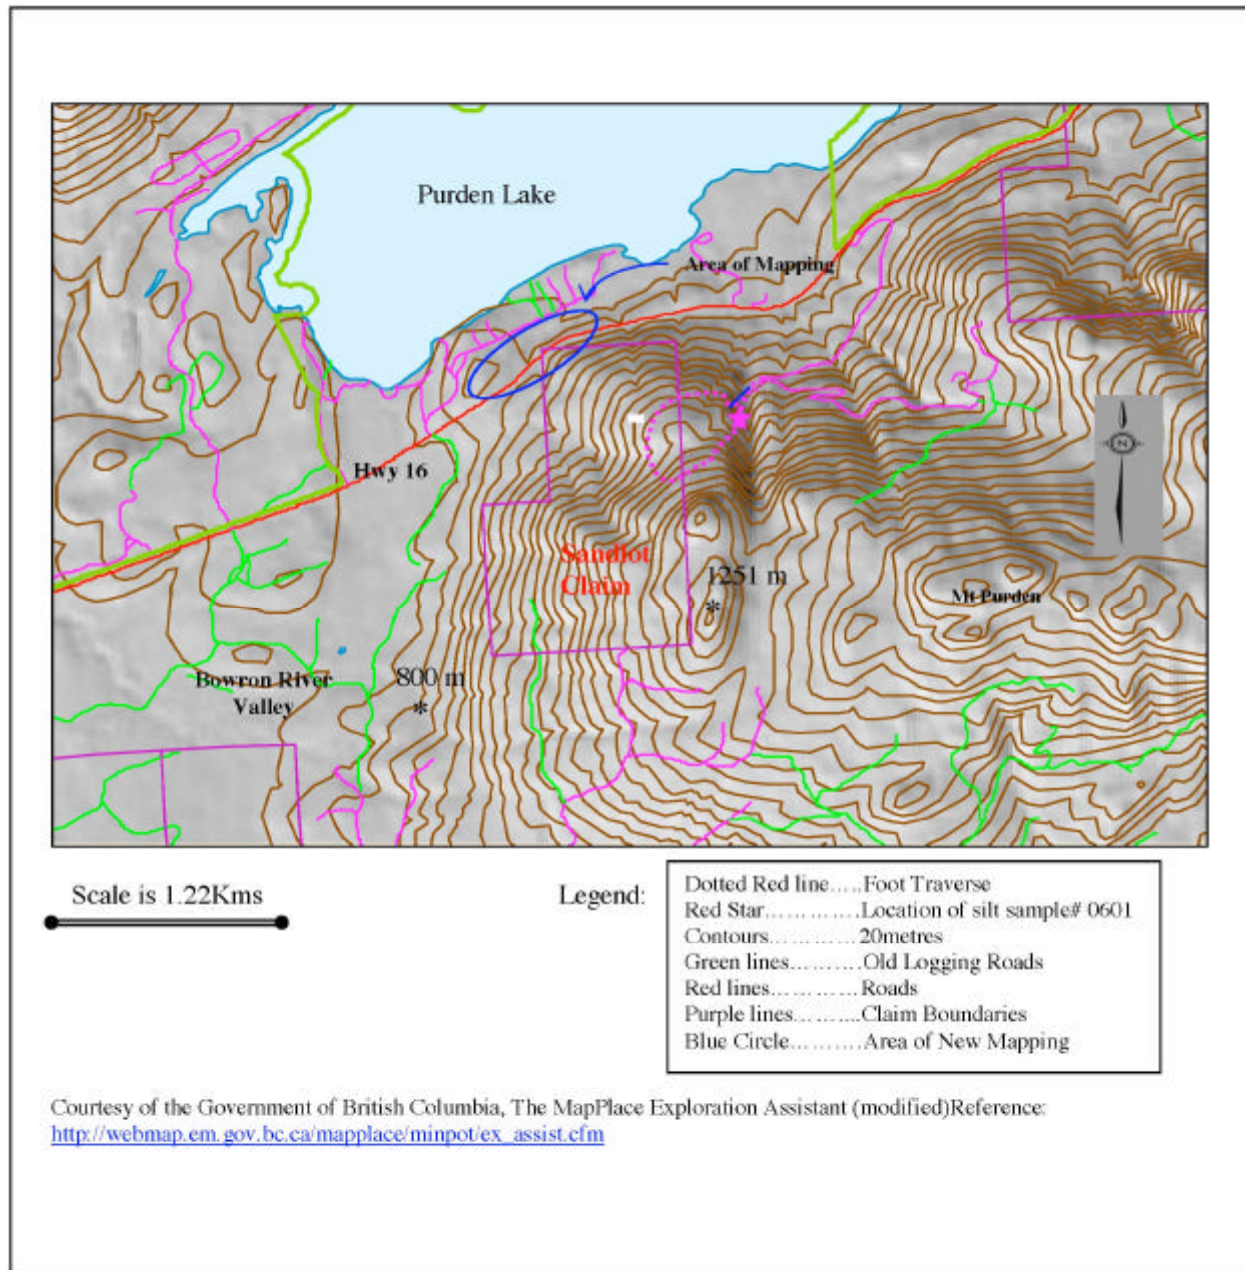 Purden Lake
Area of Mapping
Hwy 16
N
Sandlot
Claim
1251 m
*
Mt Purden
Bowron River
Valley
800 m
*
Scale is 1.22Kms
Legend:
Dotted Red line.....Foot Traverse
Red Star.............Location of silt sample# 0601
Contours............20metres
Green lines..........Old Logging Roads
Red lines............Roads
Purple lines..........Claim Boundaries
Blue Circle..........Area of New Mapping
Courtesy of the Government of British Columbia, The MapPlace Exploration Assistant (modified)Reference:
http://webmap.em.gov.bc.ca/mapplace/minpot/ex_assist.cfm